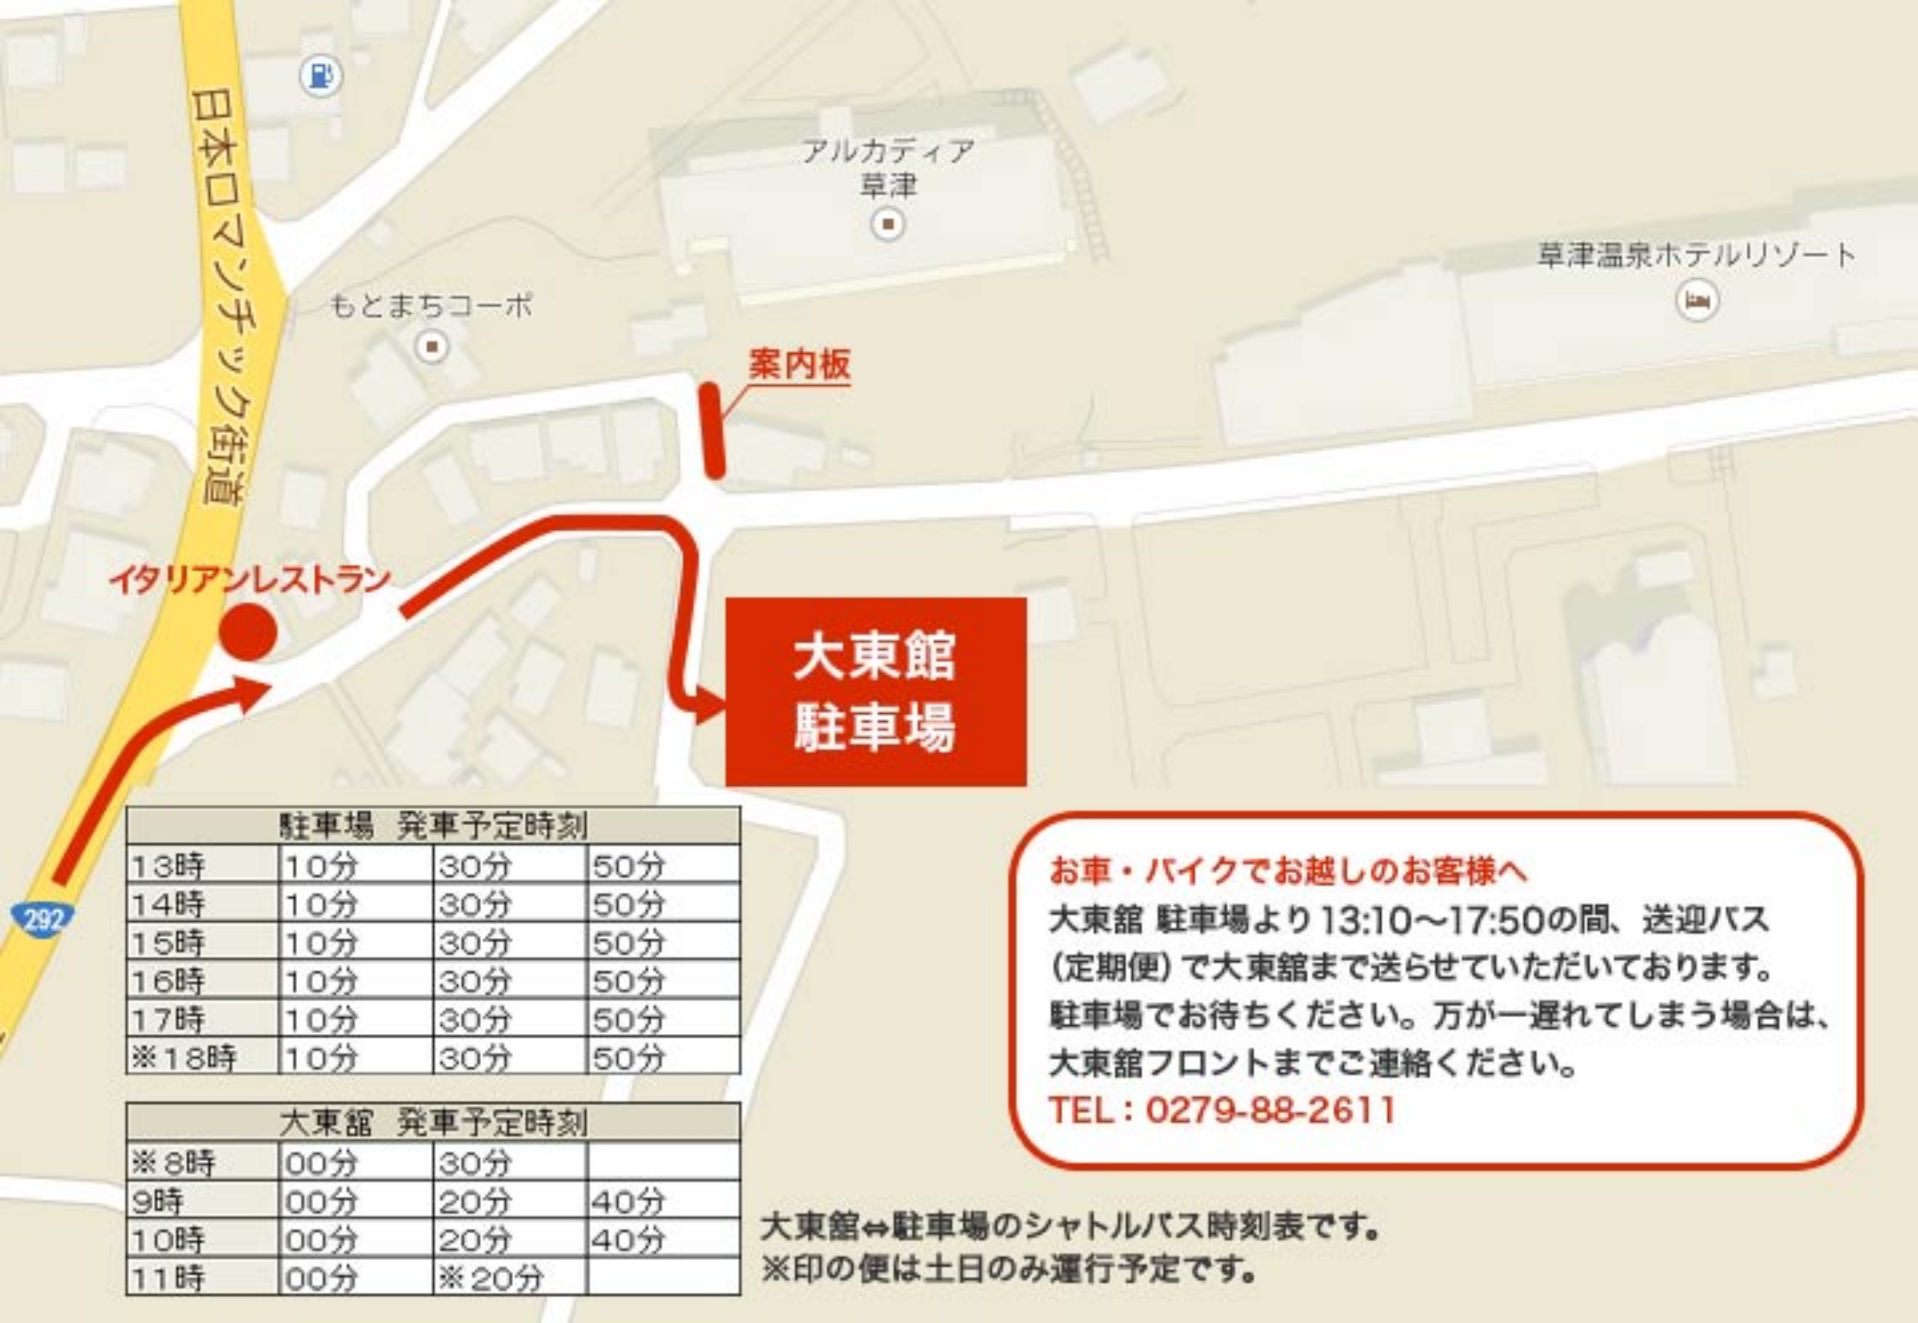 日本ロマンチック街道
アルカディア
草津
草津温泉ホテルリゾート
もとまちコーポ
案内板
イタリアンレストラン
大東館
駐車場
292
駐車場 発車予定時刻
13時 10分 30分 50分
14時 10分 30分 50分
15時 10分 30分 50分
16時 10分 30分 50分
17時 10分 30分 50分
※18時 10分 30分 50分
大東舘 発車予定時刻
※8時 00分 30分
9時 00分 20分 40分
10時 00分 20分 40分
11時 00分 ※20分
お車・バイクでお越しのお客様へ
大東舘 駐車場より13:10〜17:50の間、送迎バス
（定期便）で大東舘まで送らせていただいております。
駐車場でお待ちください。万が一遅れてしまう場合は、
大東舘フロントまでご連絡ください。
TEL：0279-88-2611
大東舘⇔駐車場のシャトルバス時刻表です。
※印の便は土日のみ運行予定です。